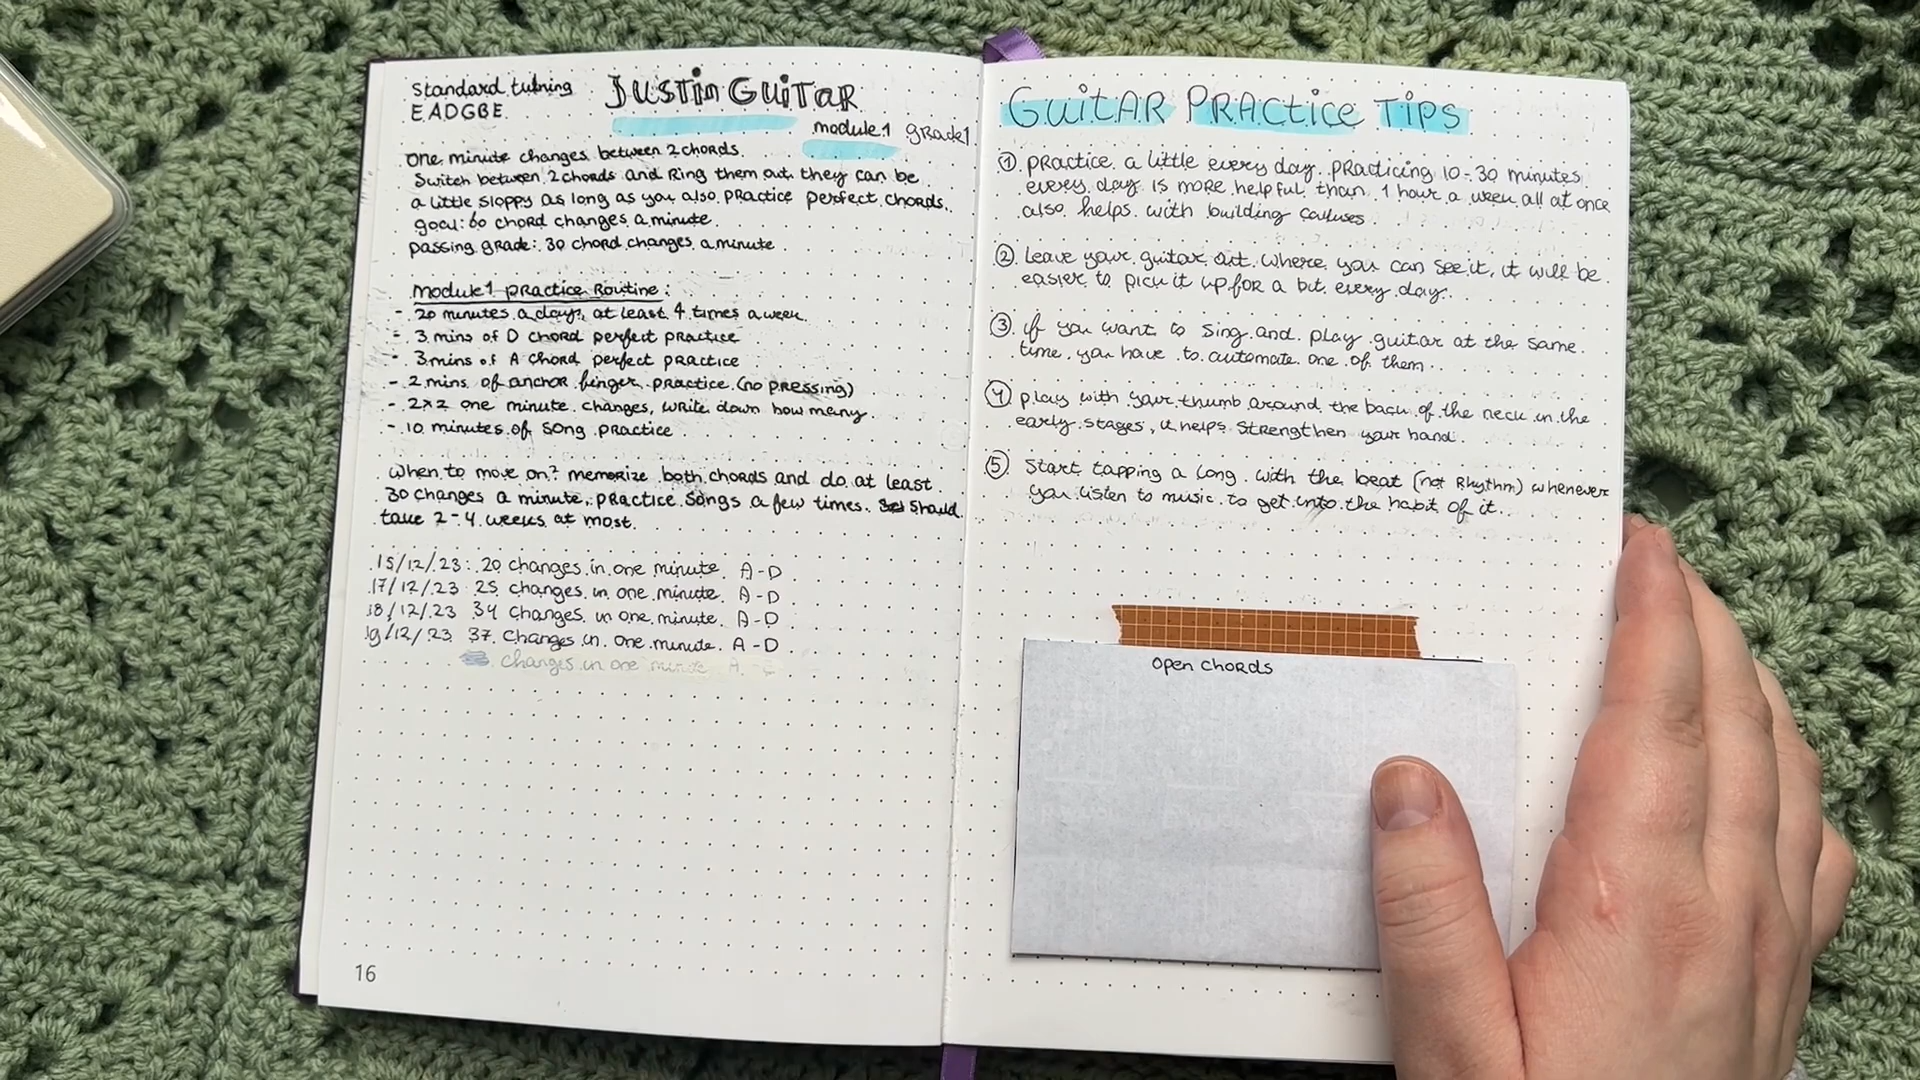 Standard tuning
EADGBE
Justin Guitar
module 1 grade 1
one minute changes between 2 chords.
Switch between 2 chords and Ring them out, they can be
a little sloppy as long as you also practice perfect chords.
goal: 60 chord changes a minute
passing grade: 30 chord changes a minute
Module 1 practice Routine:
- 20 minutes a day, at least 4 times a week
- 3 mins of D chord perfect practice
- 3 mins of A chord perfect practice
- 2 mins of anchor finger practice (no pressing)
- 2x2 one minute changes, write down how many
- 10 minutes of song practice
When to move on? memorize both chords and do at least
30 changes a minute, practice songs a few times. Should
take 2-4 weeks at most.
15/12/23: 20 changes in one minute A-D
17/12/23 25 changes in one minute A-D
18/12/23 34 changes in one minute A-D
19/12/23 37 changes in one minute A-D
changes in one minute A-
16
Guitar Practice Tips
① practice a little every day. practicing 10-30 minutes
every day is more helpful than 1 hour a week all at once
also helps with building calluses
② Leave your guitar out where you can see it, it will be
easier to pick it up for a bit every day.
③ if you want to sing and play guitar at the same
time you have to automate one of them
④ play with your thumb around the back of the neck in the
early stages, it helps strengthen your hand
⑤ Start tapping a long with the beat (not Rhythm) whenever
you listen to music to get into the habit of it.
open chords